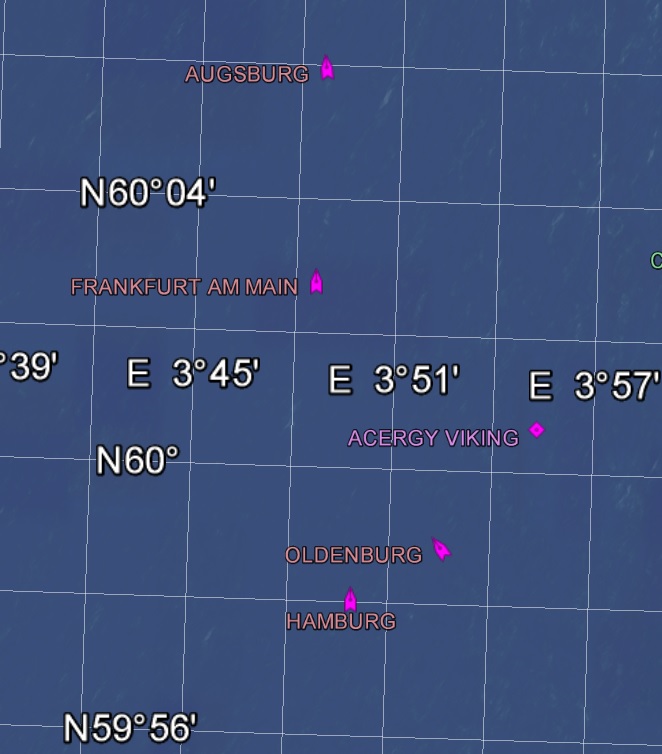 AUGSBURG
N60°04'
C
FRANKFURT AM MAIN
°39' E 3°45' E 3°51' E 3°57'
ACERGY VIKING
N60°
OLDENBURG
HAMBURG
N59°56'